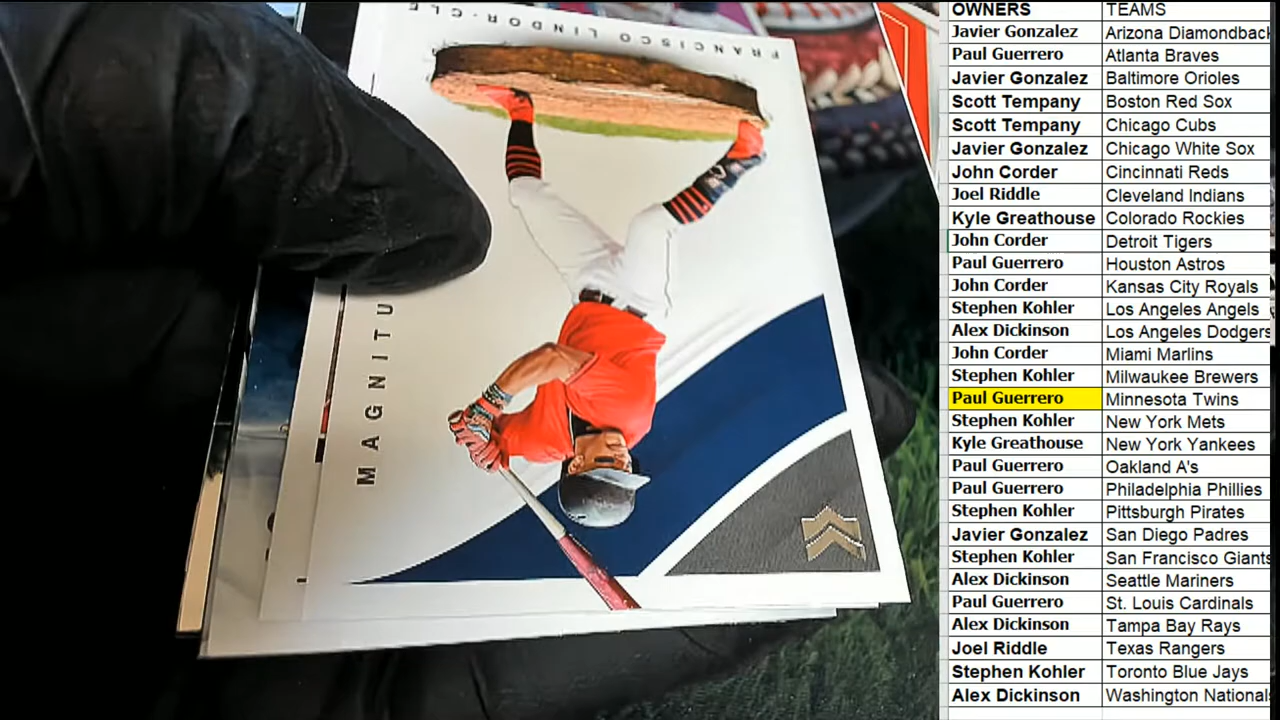 FRANCISCO LINDOR-CLE
MAGNITU
OWNERS TEAMS
Javier Gonzalez Arizona Diamondback
Paul Guerrero Atlanta Braves
Javier Gonzalez Baltimore Orioles
Scott Tempany Boston Red Sox
Scott Tempany Chicago Cubs
Javier Gonzalez Chicago White Sox
John Corder Cincinnati Reds
Joel Riddle Cleveland Indians
Kyle Greathouse Colorado Rockies
John Corder Detroit Tigers
Paul Guerrero Houston Astros
John Corder Kansas City Royals
Stephen Kohler Los Angeles Angels
Alex Dickinson Los Angeles Dodgers
John Corder Miami Marlins
Stephen Kohler Milwaukee Brewers
Paul Guerrero Minnesota Twins
Stephen Kohler New York Mets
Kyle Greathouse New York Yankees
Paul Guerrero Oakland A's
Paul Guerrero Philadelphia Phillies
Stephen Kohler Pittsburgh Pirates
Javier Gonzalez San Diego Padres
Stephen Kohler San Francisco Giants
Alex Dickinson Seattle Mariners
Paul Guerrero St. Louis Cardinals
Alex Dickinson Tampa Bay Rays
Joel Riddle Texas Rangers
Stephen Kohler Toronto Blue Jays
Alex Dickinson Washington Nationals